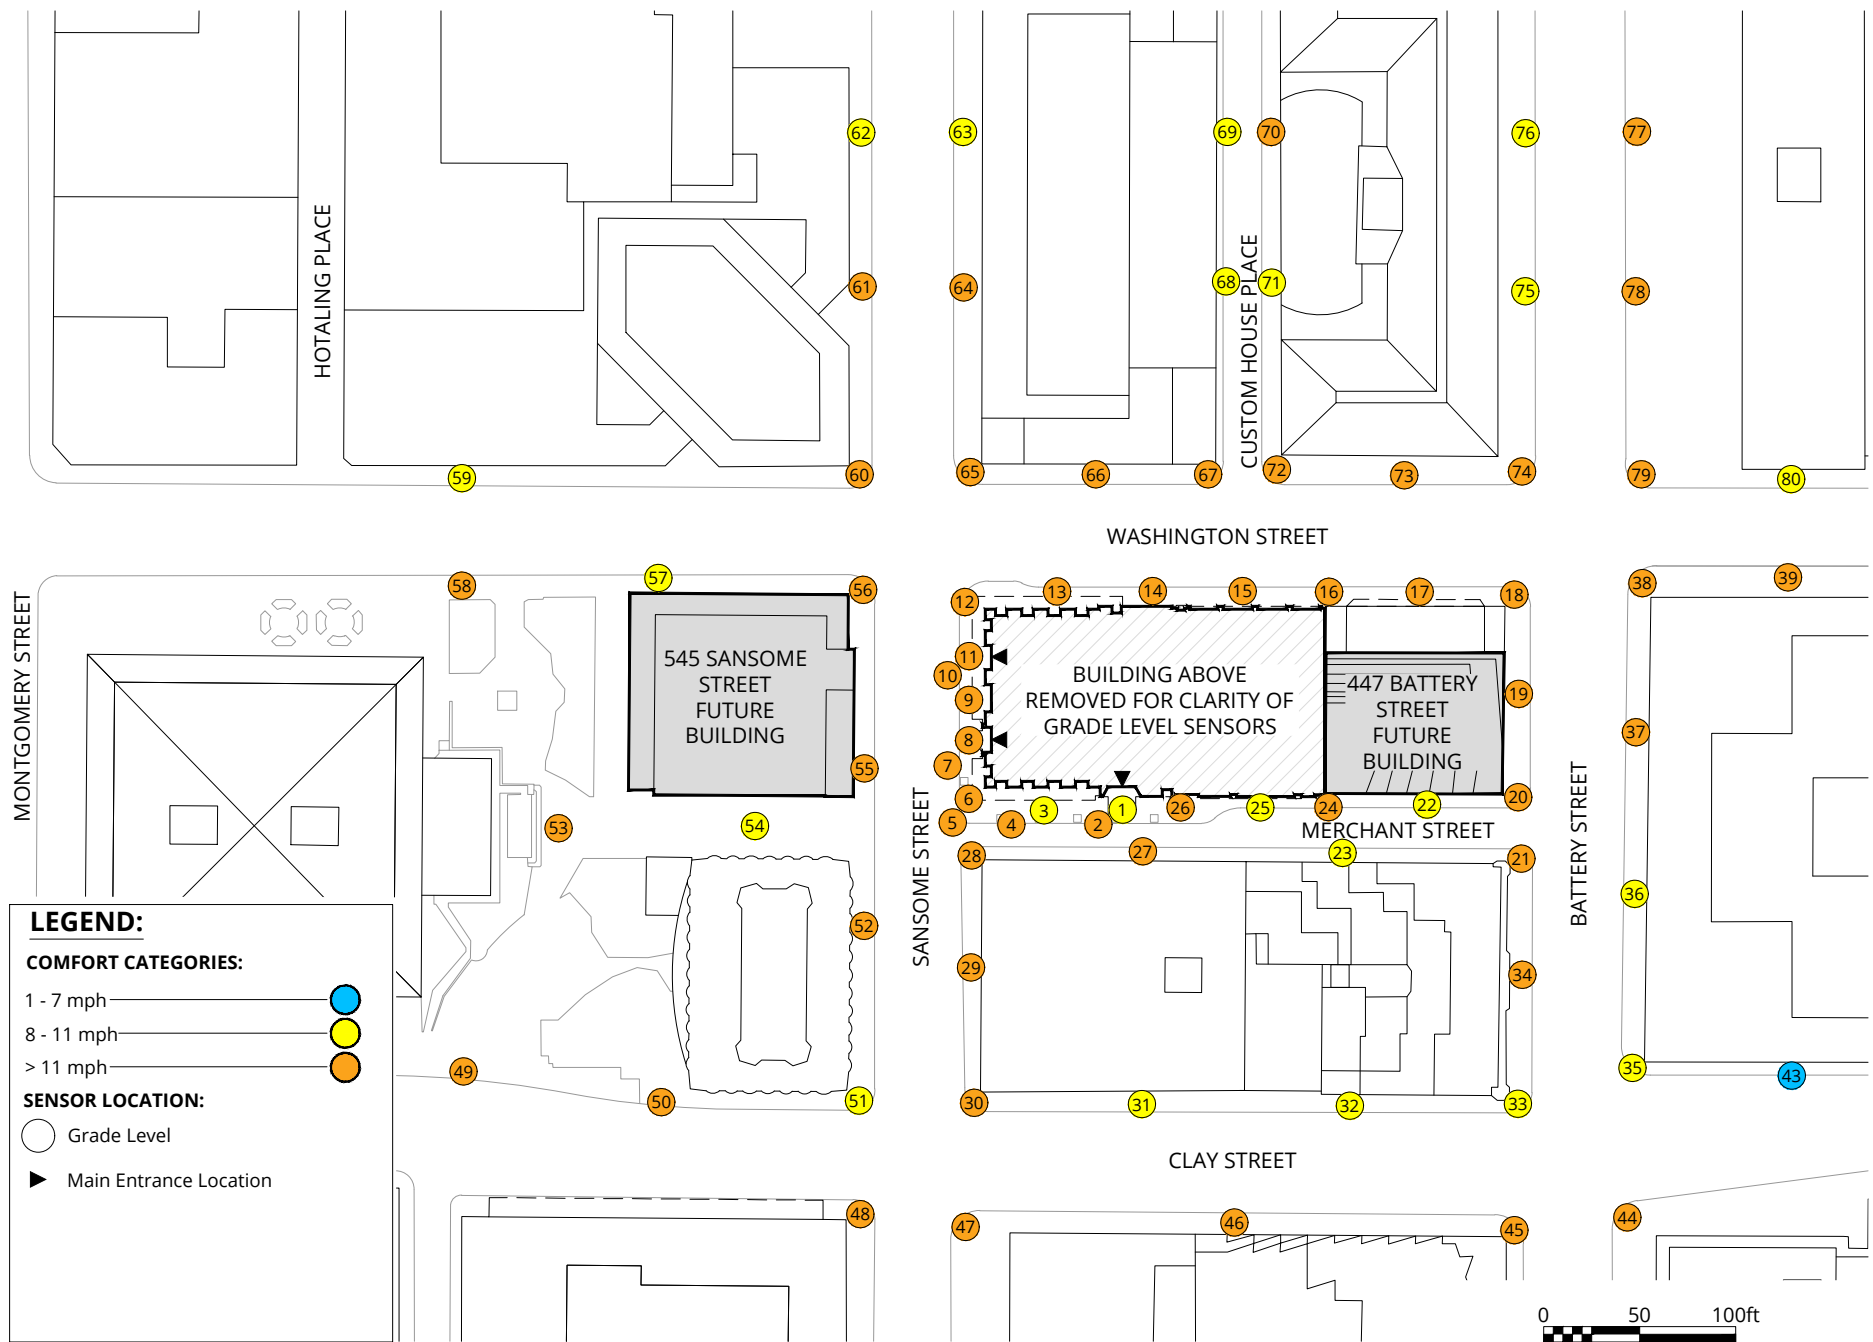 62
63
69
70
76
77
HOTALING PLACE
61
64
68
CUSTOM HOUSE PLACE
71
75
78
59
60
65
66
67
72
73
74
79
80
WASHINGTON STREET
MONTGOMERY STREET
58
57
56
12
13
14
15
16
17
18
38
39
545 SANSOME
STREET
FUTURE
BUILDING
11
10
9
8
7
6
5
BUILDING ABOVE
REMOVED FOR CLARITY OF
GRADE LEVEL SENSORS
447 BATTERY
STREET
FUTURE
BUILDING
19
37
55
53
54
SANSOME STREET
4
3
2
1
26
25
24
22
20
MERCHANT STREET
BATTERY STREET
28
27
23
21
36
52
29
34
49
50
51
30
31
32
33
35
43
CLAY STREET
48
47
46
45
44
LEGEND:
COMFORT CATEGORIES:
1 - 7 mph
8 - 11 mph
> 11 mph
SENSOR LOCATION:
Grade Level
Main Entrance Location
0 50 100ft